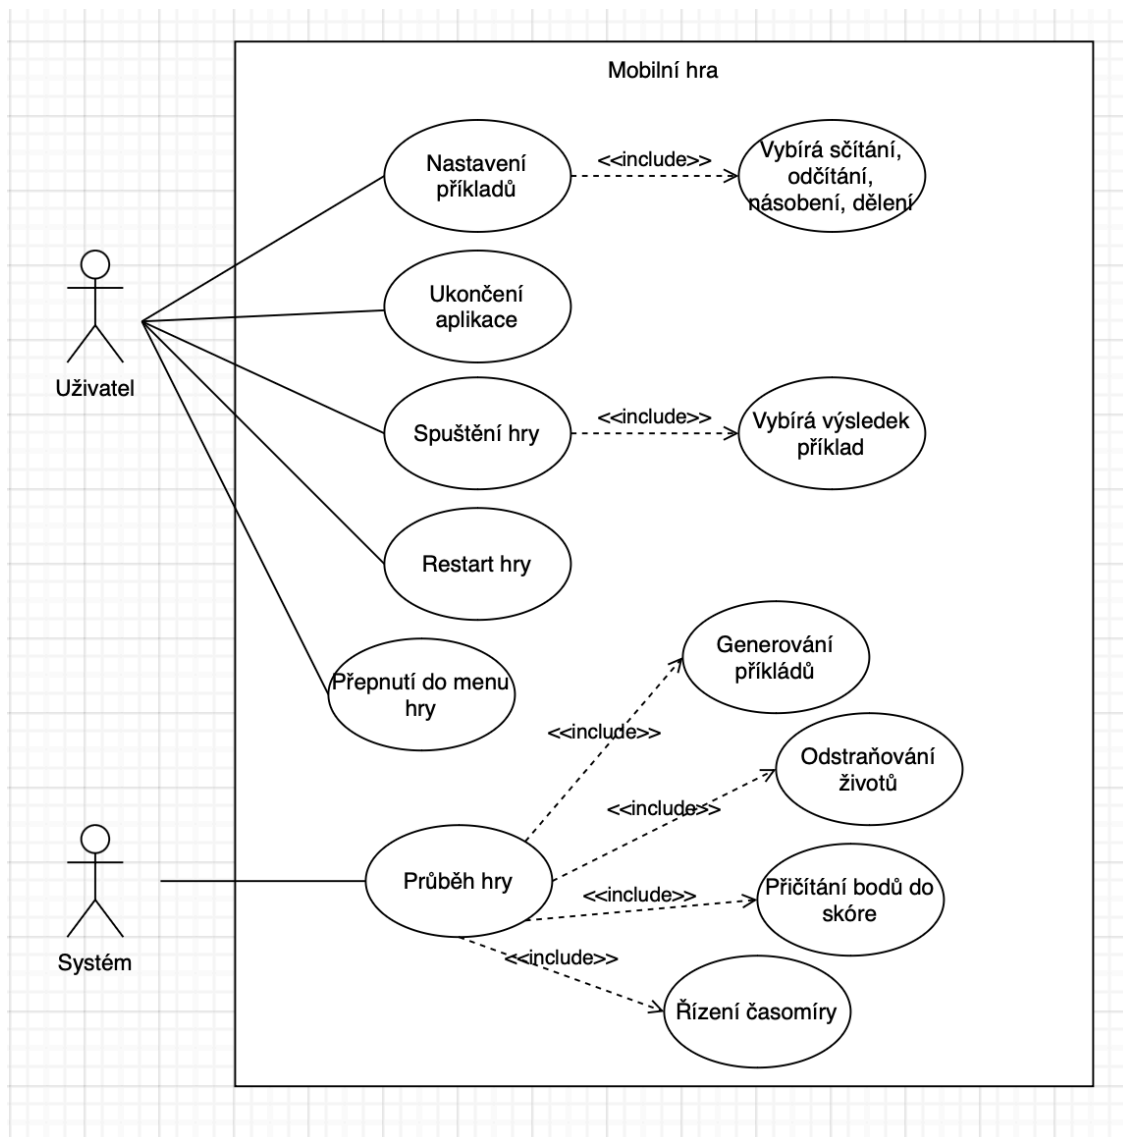 Mobilní hra
Nastavení
příkladů
<<include>>
Vybírá sčítání,
odčítání,
násobení, dělení
Ukončení
aplikace
Uživatel
Spuštění hry
<<include>>
Vybírá výsledek
příklad
Restart hry
Přepnutí do menu
hry
Generování
příkládů
<<include>>
Odstraňování
životů
<<include>>
Průběh hry
<<include>>
Přičítání bodů do
skóre
Systém
<<include>>
Řízení časomíry